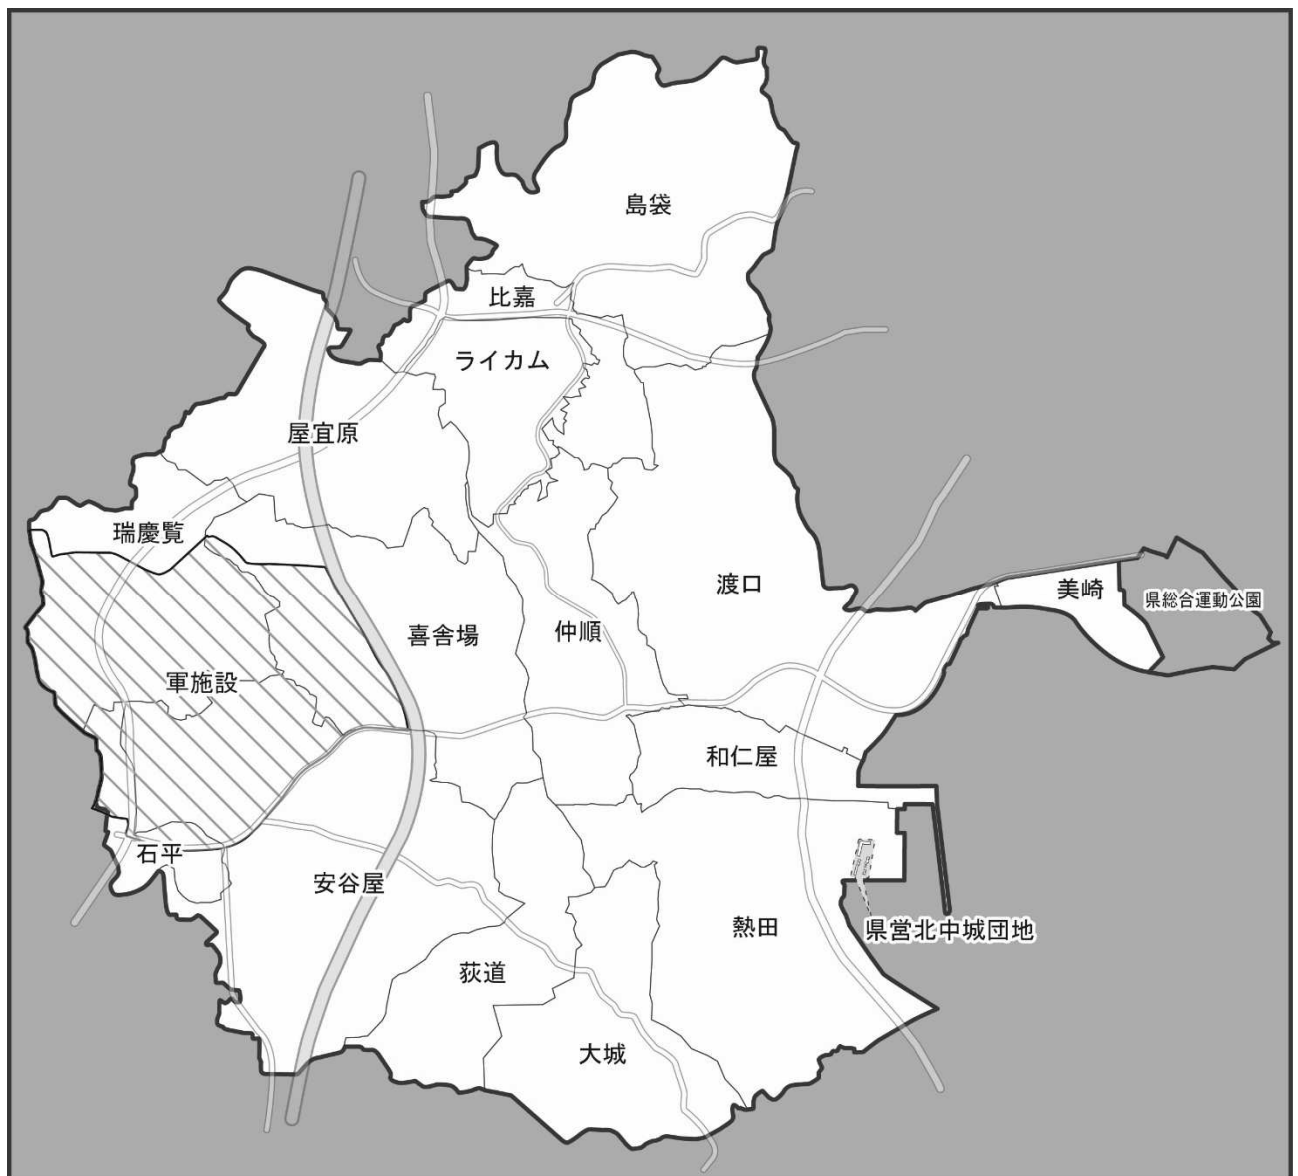 島袋
比嘉
ライカム
屋宜原
瑞慶覧
渡口
美崎
県総合運動公園
喜舎場
仲順
軍施設
和仁屋
石平
安谷屋
熱田
県営北中城団地
荻道
大城